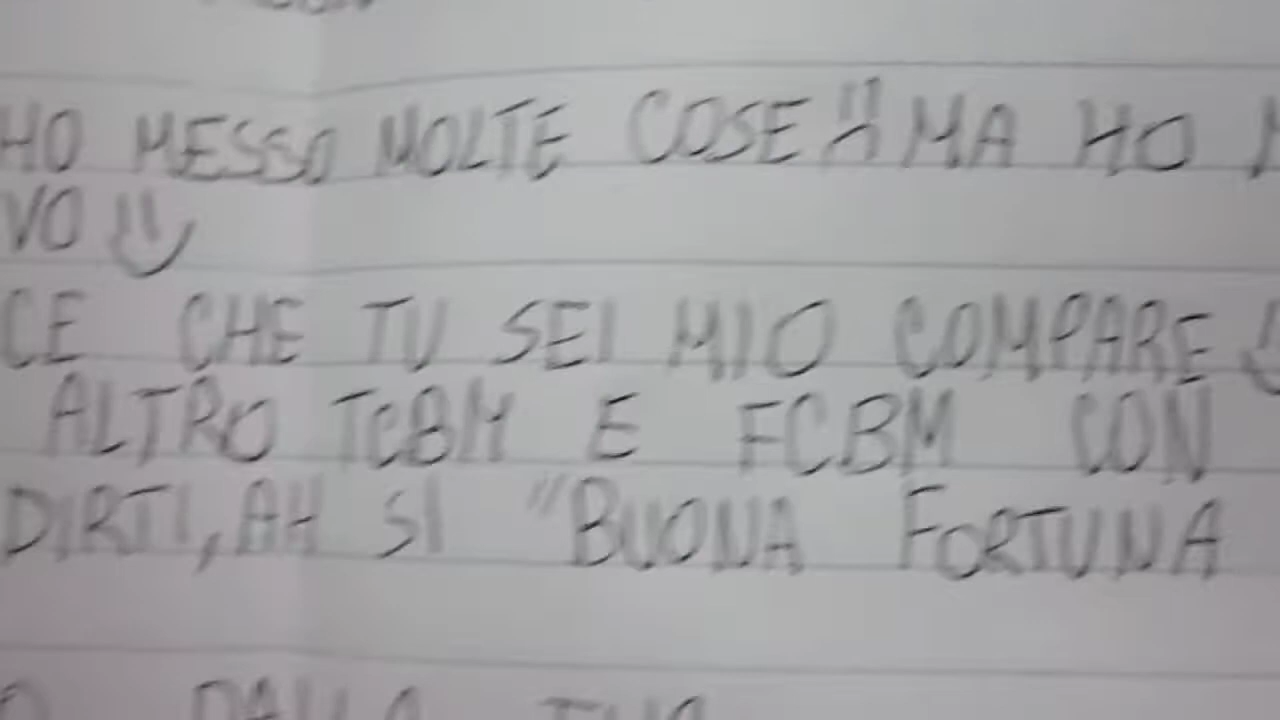 HO MESSO MOLTE COSE :( MA HO
VO :)
CE CHE TU SEI MIO COMPARE
ALTRO TCBM E FCBM CON
DIRTI, AH SI "BUONA FORTUNA
DALLA TUA